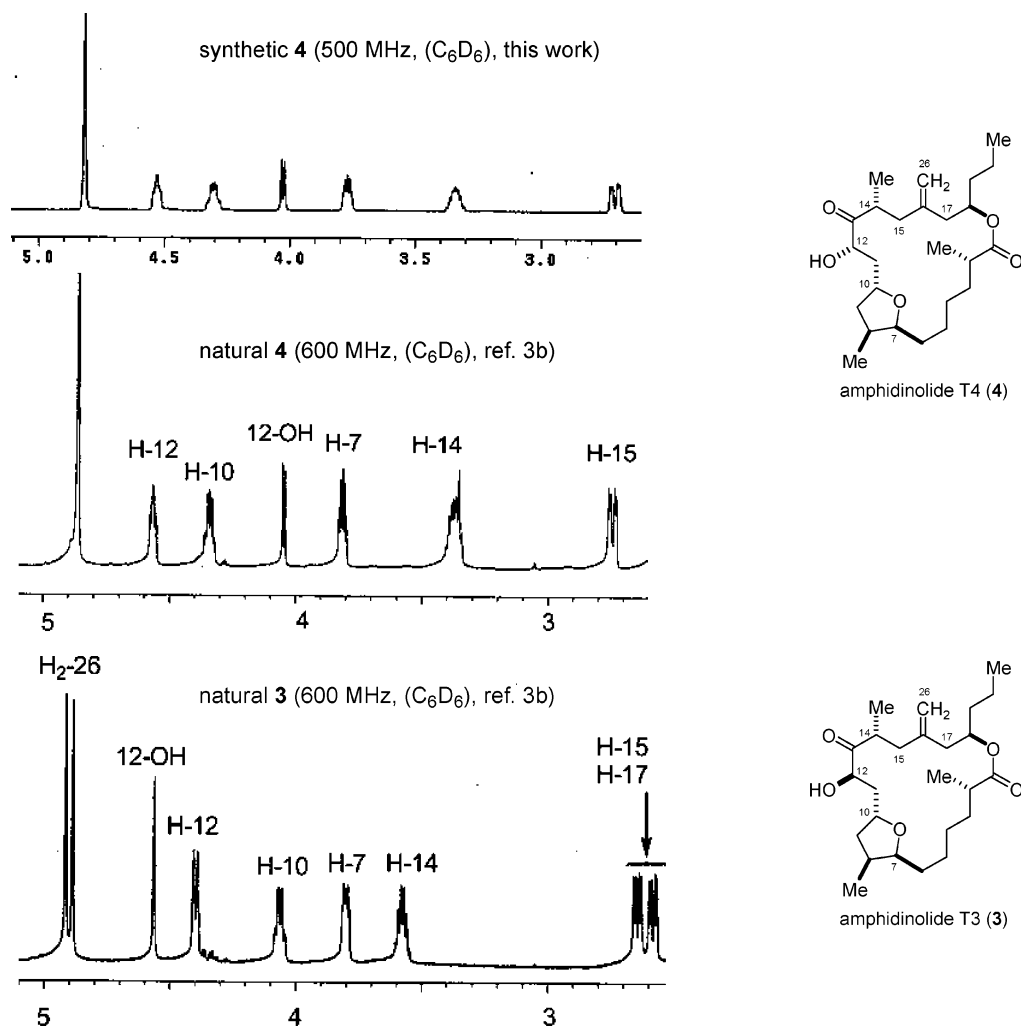 synthetic 4 (500 MHz, (C₆D₆), this work)
5.0 4.5 4.0 3.5 3.0
natural 4 (600 MHz, (C₆D₆), ref. 3b)
H-12
H-10
12-OH
H-7
H-14
H-15
5 4 3
H₂-26
natural 3 (600 MHz, (C₆D₆), ref. 3b)
12-OH
H-12
H-10
H-7
H-14
H-15
H-17
5 4 3
Me
26
Me
CH₂
14
O
15
17
O
12
HO
Me
O
10
O
7
Me
amphidinolide T4 (4)
Me
26
Me
CH₂
14
O
15
17
O
12
HO
Me
O
10
O
7
Me
amphidinolide T3 (3)